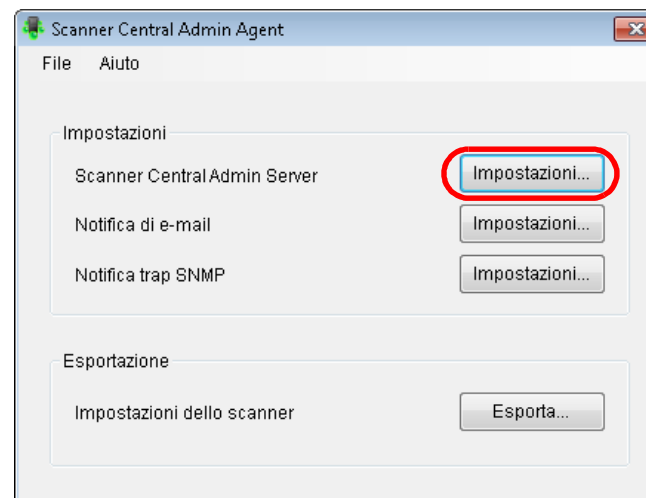 Scanner Central Admin Agent
File Aiuto
Impostazioni
Scanner Central Admin Server Impostazioni...
Notifica di e-mail Impostazioni...
Notifica trap SNMP Impostazioni...
Esportazione
Impostazioni dello scanner Esporta...